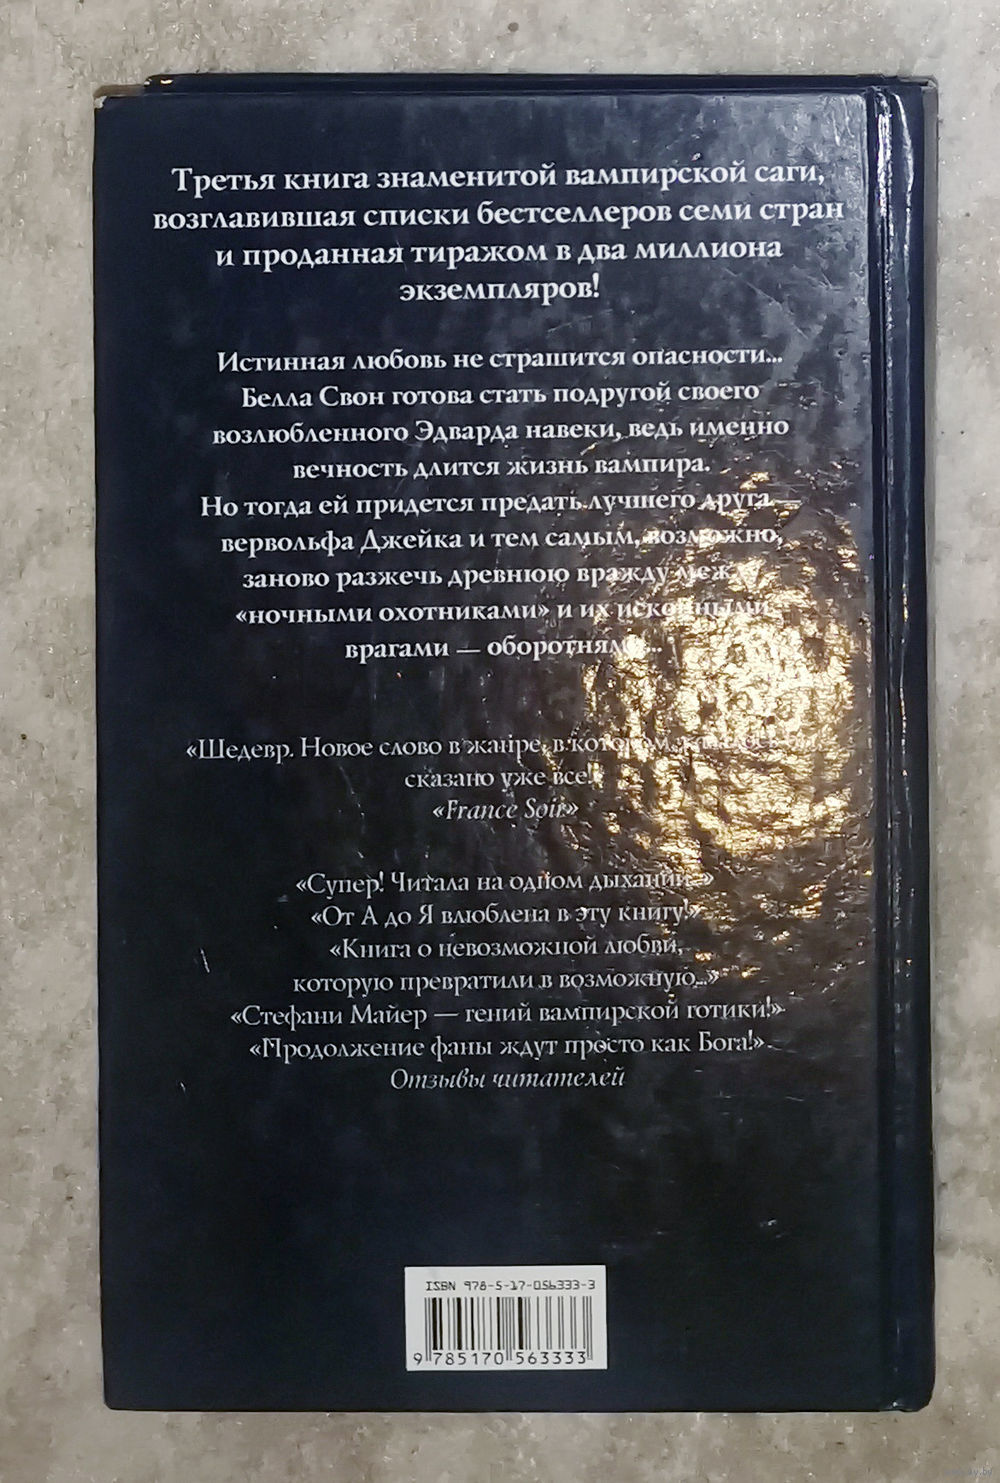 Третья книга знаменитой вампирской саги,
возглавившая списки бестселлеров семи стран
и проданная тиражом в два миллиона
экземпляров!
Истинная любовь не страшится опасности...
Белла Свон готова стать подругой своего
возлюбленного Эдварда навеки, ведь именно
вечность длится жизнь вампира.
Но тогда ей придется предать лучшего друга —
вервольфа Джейка и тем самым, возможно,
заново разжечь древнюю вражду
«ночными охотниками» и их исконными
врагами — оборотнями...
«Шедевр. Новое слово в жанре, в котором
сказано уже все!»
«France Soir»
«Супер! Читала на одном дыхании...»
«От А до Я влюблена в эту книгу!»
«Книга о невозможной любви,
которую превратили в возможную...»
«Стефани Майер — гений вампирской готики!»
«Продолжение фаны ждут просто как Бога!»
Отзывы читателей
ISBN 978-5-17-056333-3
9 785170 563333